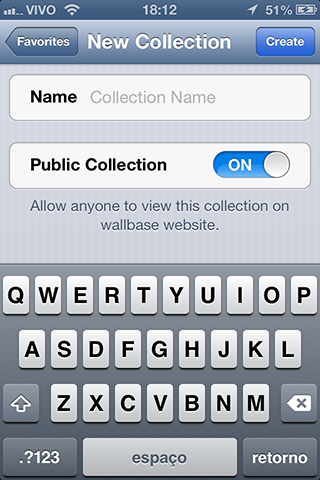 VIVO 18:12 51%
Favorites New Collection Create
Name Collection Name
Public Collection ON
Allow anyone to view this collection on
wallbase website.
Q W E R T Y U I O P
A S D F G H J K L
Z X C V B N M
.?123 espaço retorno